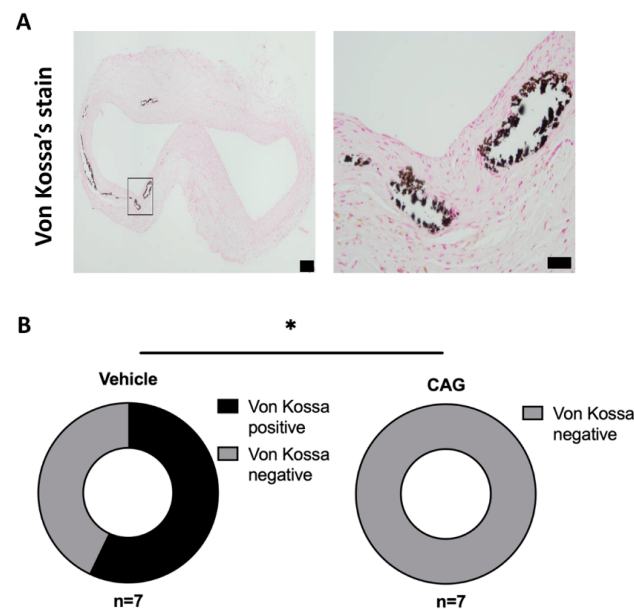 A
Von Kossa's stain
B
*
Vehicle
CAG
Von Kossa
positive
Von Kossa
negative
Von Kossa
negative
n=7
n=7